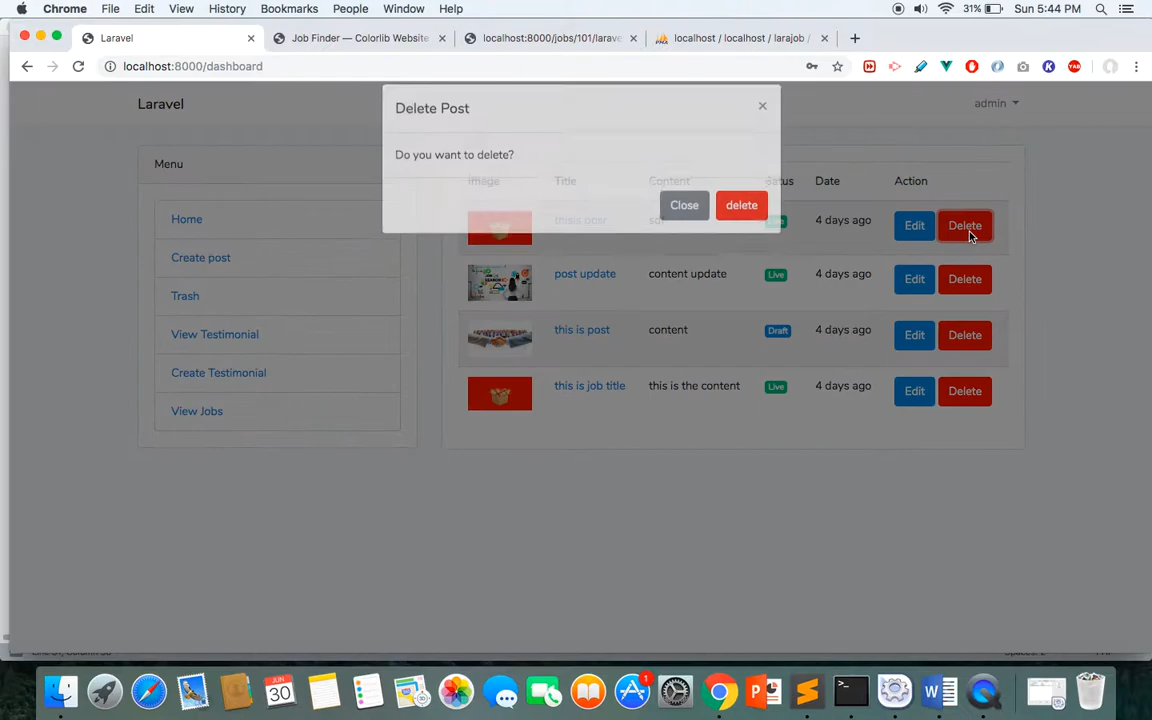 Chrome File Edit View History Bookmarks People Window Help 31% Sun 5:44 PM
Laravel
Job Finder — Colorlib Website
localhost:8000/jobs/101/larave
localhost / localhost / larajob /
localhost:8000/dashboard
Laravel
admin
Delete Post
×
Do you want to delete?
Close
delete
Menu
Home
Create post
Trash
View Testimonial
Create Testimonial
View Jobs
Image Title Content Satus Date Action
thisis post 4 days ago Edit Delete
post update content update Live 4 days ago Edit Delete
this is post content Draft 4 days ago Edit Delete
this is job title this is the content Live 4 days ago Edit Delete
JUN
30
1